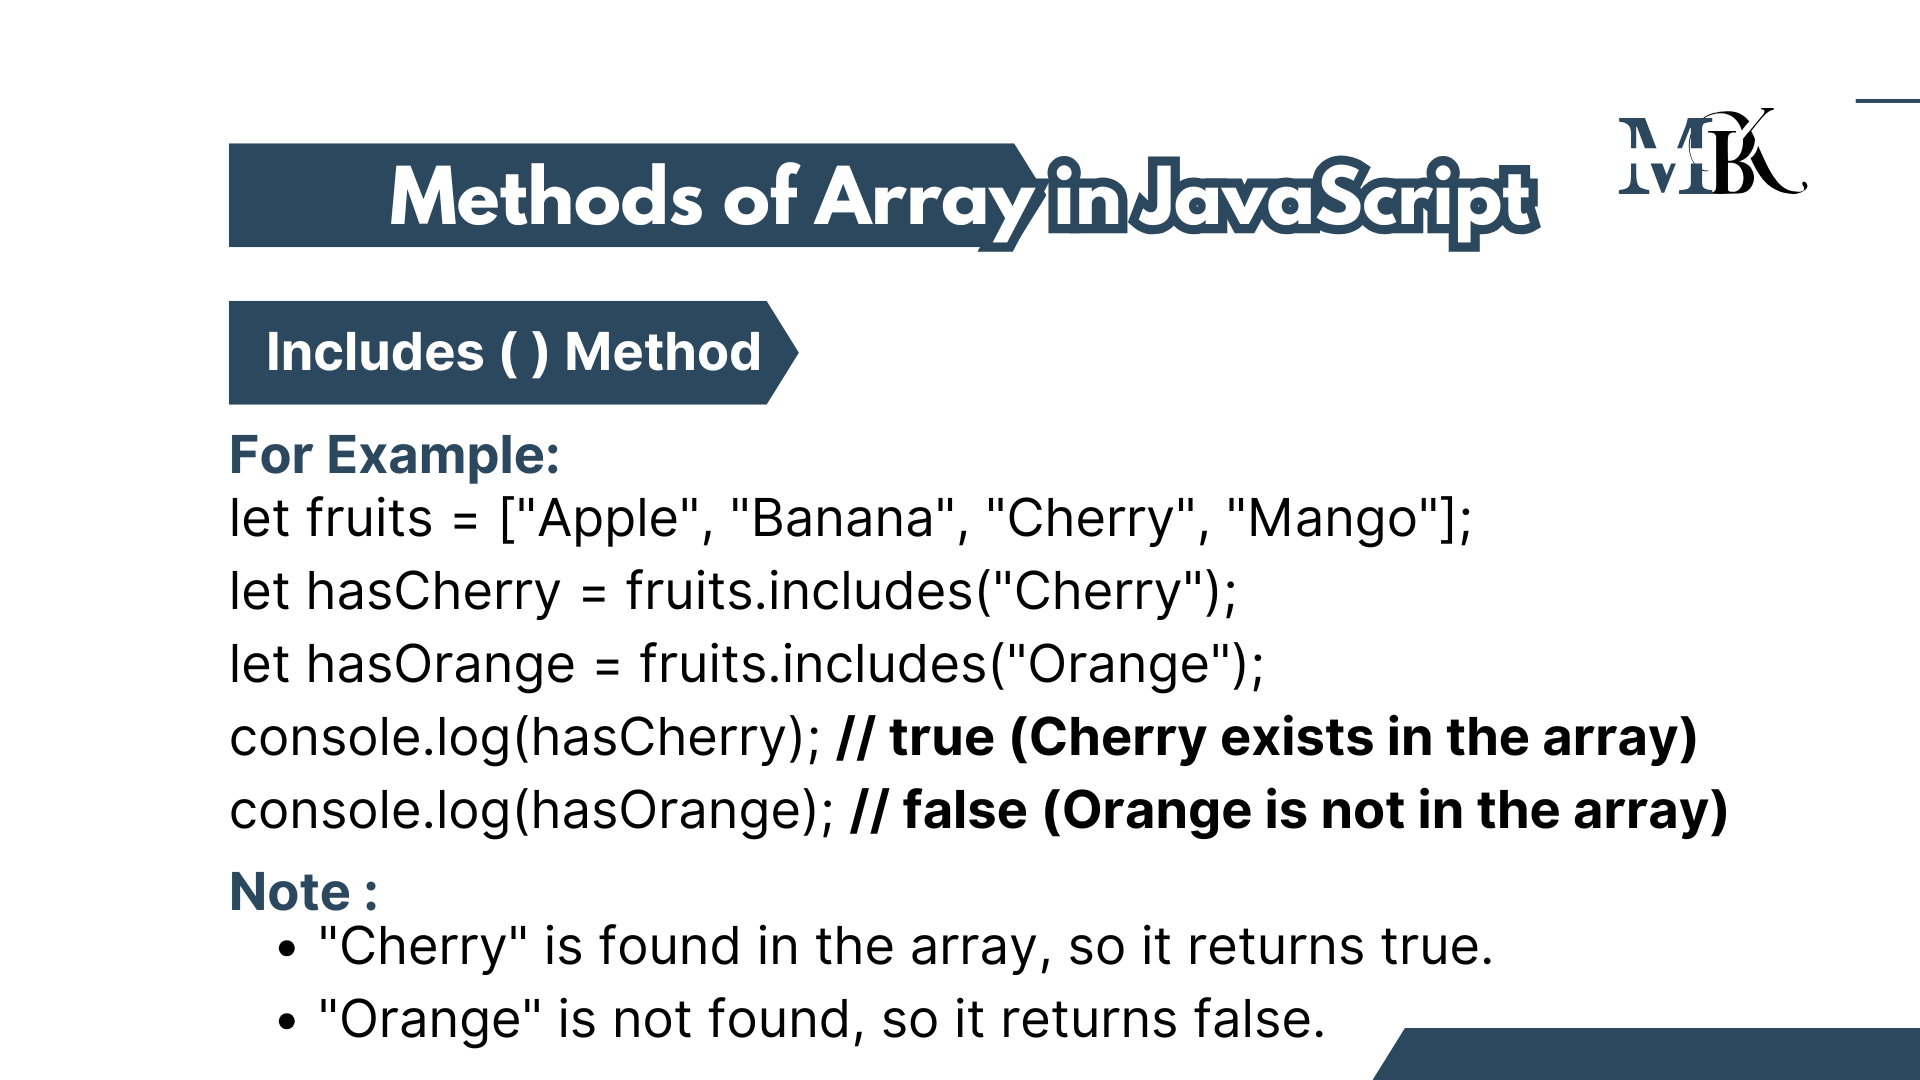 MBK
Methods of Array in JavaScript
Includes ( ) Method
For Example:
let fruits = ["Apple", "Banana", "Cherry", "Mango"];
let hasCherry = fruits.includes("Cherry");
let hasOrange = fruits.includes("Orange");
console.log(hasCherry); // true (Cherry exists in the array)
console.log(hasOrange); // false (Orange is not in the array)
Note :
• "Cherry" is found in the array, so it returns true.
• "Orange" is not found, so it returns false.